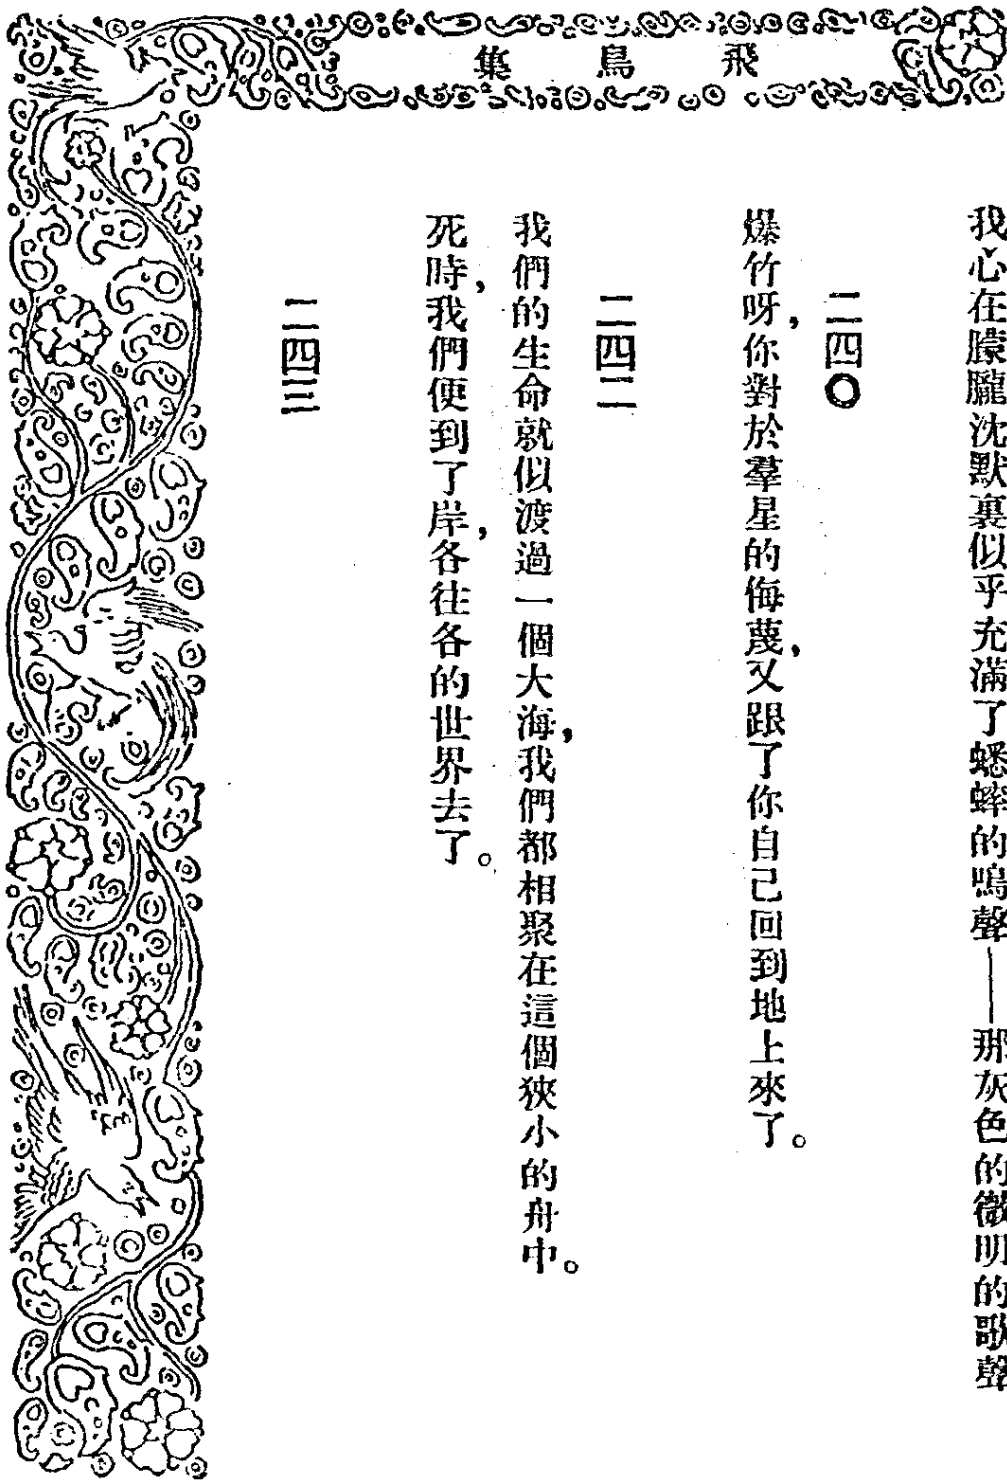 飛鳥集
我心在朦朧沈默裏似乎充滿了蟋蟀的鳴聲——那灰色的微明的歌聲
二四〇
爆竹呀，你對於羣星的侮蔑，又跟了你自己回到地上來了。
二四二
我們的生命就似渡過一個大海，我們都相聚在這個狹小的舟中。
死時，我們便到了岸，各往各的世界去了。
二四三